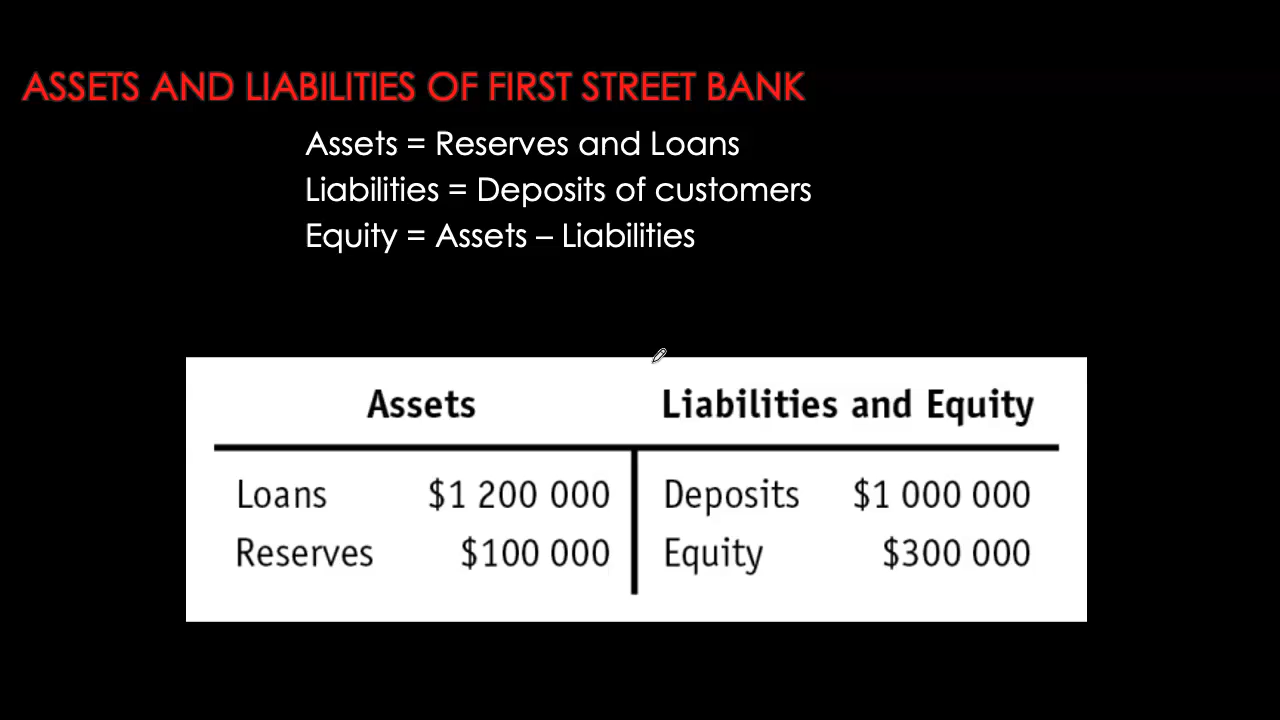 ASSETS AND LIABILITIES OF FIRST STREET BANK
Assets = Reserves and Loans
Liabilities = Deposits of customers
Equity = Assets – Liabilities
Assets Liabilities and Equity
Loans $1 200 000 Deposits $1 000 000
Reserves $100 000 Equity $300 000